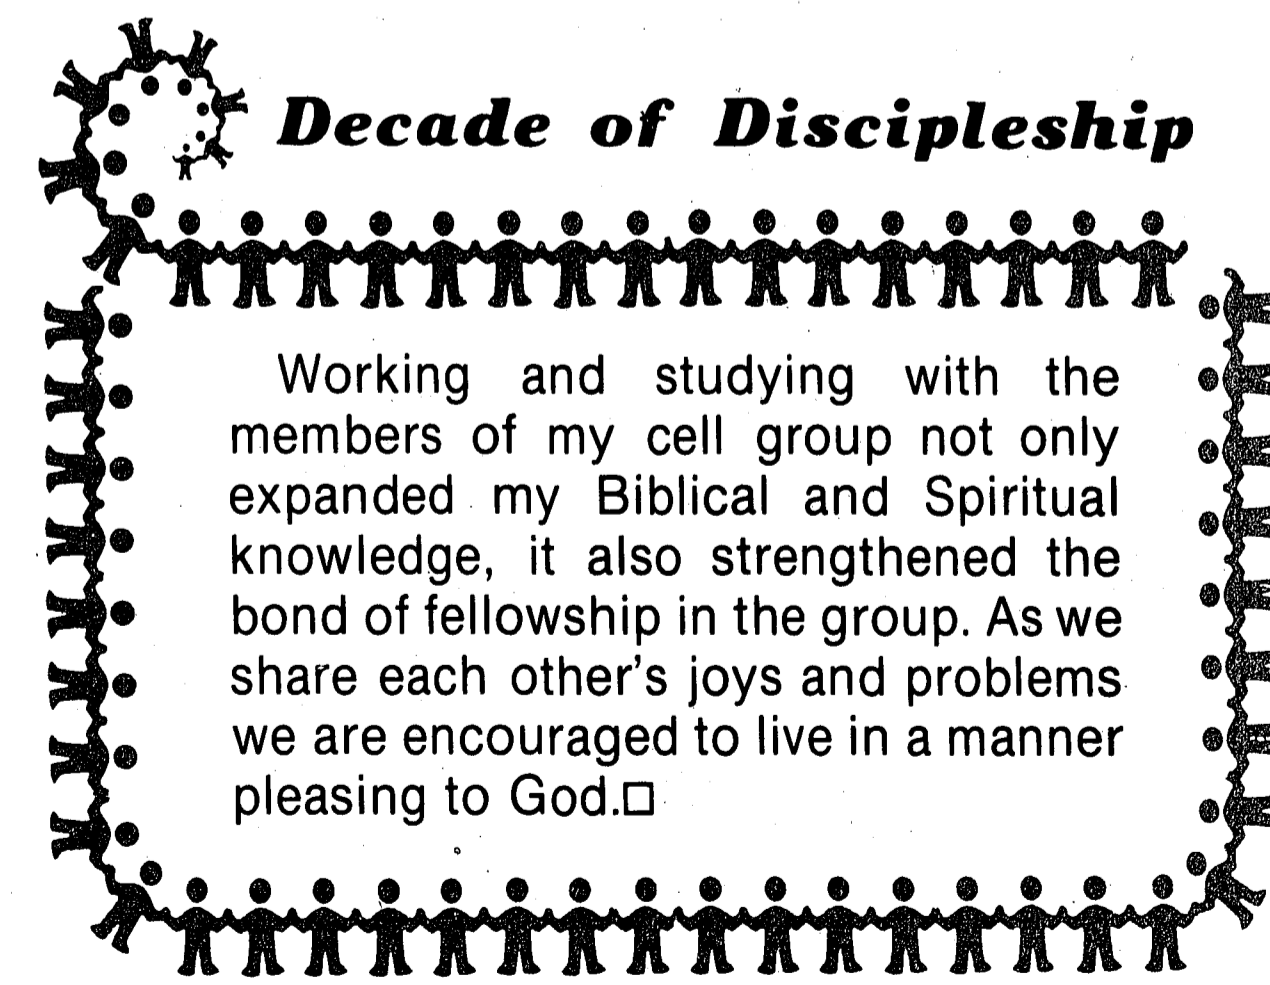 Decade of Discipleship
Working and studying with the
members of my cell group not only
expanded my Biblical and Spiritual
knowledge, it also strengthened the
bond of fellowship in the group. As we
share each other's joys and problems
we are encouraged to live in a manner
pleasing to God.□